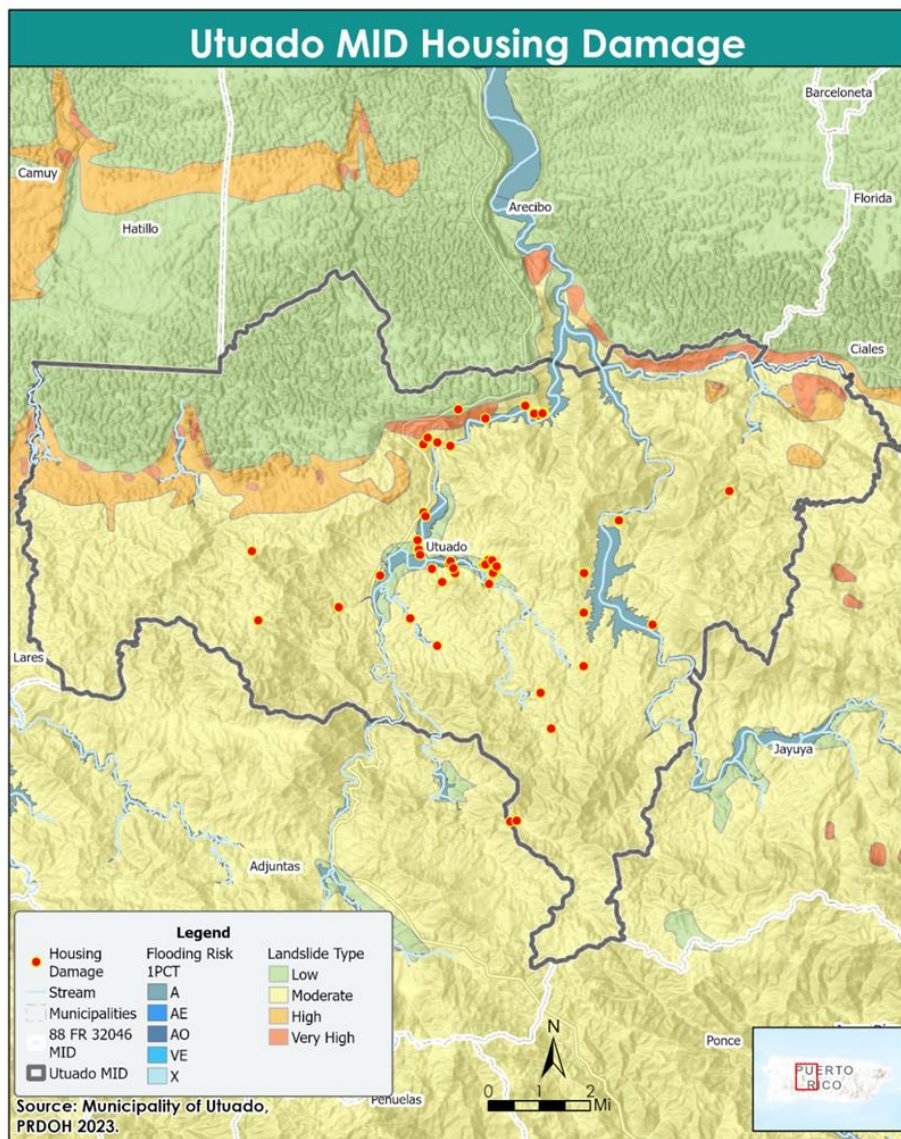 Utuado MID Housing Damage
Barceloneta
Camuy
Florida
Arecibo
Hatillo
Ciales
Utuado
Lares
Jayuya
Adjuntas
Legend
Housing
Damage
Stream
Municipalities
88 FR 32046
MID
Utuado MID
Flooding Risk
1PCT
A
AE
AO
VE
X
Landslide Type
Low
Moderate
High
Very High
N
0 0.5 1 2
Mi
Ponce
PUERTO
RICO
Peñuelas
Source: Municipality of Utuado,
PRDOH 2023.